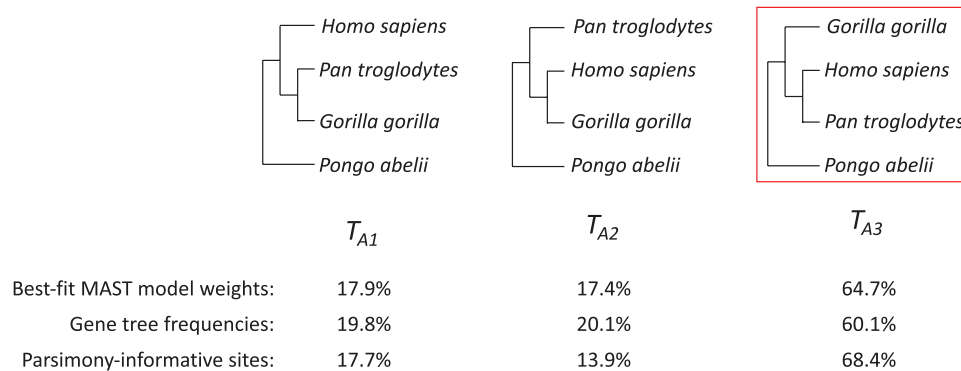 Homo sapiens
Pan troglodytes
Gorilla gorilla
Pongo abelii
T_A1
Pan troglodytes
Homo sapiens
Gorilla gorilla
Pongo abelii
T_A2
Gorilla gorilla
Homo sapiens
Pan troglodytes
Pongo abelii
T_A3
Best-fit MAST model weights: 17.9% 17.4% 64.7%
Gene tree frequencies: 19.8% 20.1% 60.1%
Parsimony-informative sites: 17.7% 13.9% 68.4%